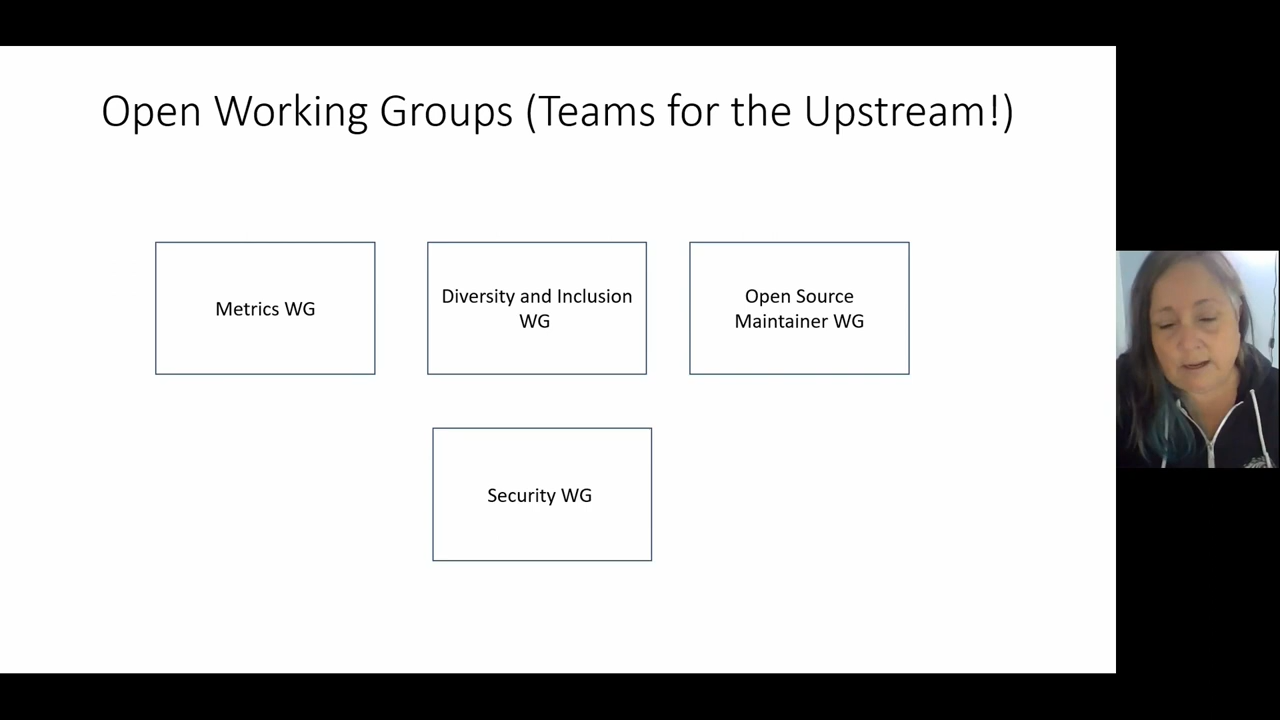 Open Working Groups (Teams for the Upstream!)
Metrics WG
Diversity and Inclusion
WG
Open Source
Maintainer WG
Security WG